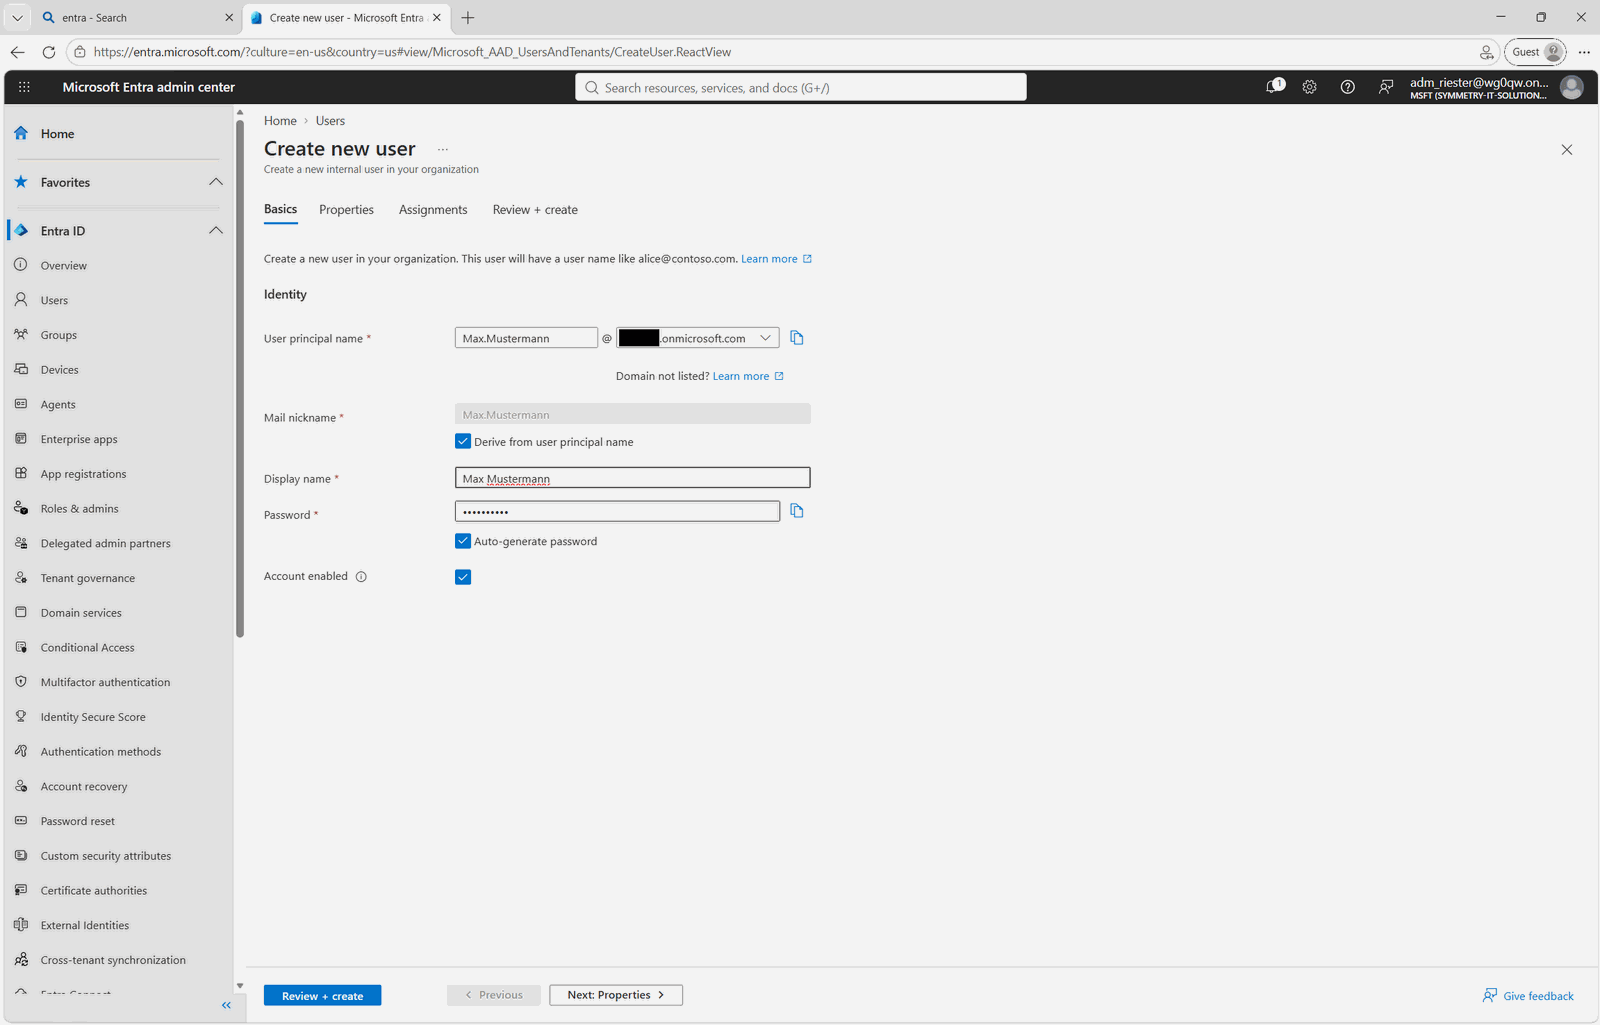 entra - Search
Create new user - Microsoft Entra
https://entra.microsoft.com/?culture=en-us&country=us#view/Microsoft_AAD_UsersAndTenants/CreateUser.ReactView
Guest
Microsoft Entra admin center
Search resources, services, and docs (G+/)
1
adm_riester@wg0qw.on...
MSFT (SYMMETRY-IT-SOLUTION...
Home
Favorites
Entra ID
Overview
Users
Groups
Devices
Agents
Enterprise apps
App registrations
Roles & admins
Delegated admin partners
Tenant governance
Domain services
Conditional Access
Multifactor authentication
Identity Secure Score
Authentication methods
Account recovery
Password reset
Custom security attributes
Certificate authorities
External Identities
Cross-tenant synchronization
Entra Connect
Home > Users
Create new user ...
Create a new internal user in your organization
Basics Properties Assignments Review + create
Create a new user in your organization. This user will have a user name like alice@contoso.com. Learn more
Identity
User principal name * Max.Mustermann @ .onmicrosoft.com
Domain not listed? Learn more
Mail nickname * Max.Mustermann
Derive from user principal name
Display name * Max Mustermann
Password * ••••••••••
Auto-generate password
Account enabled
Review + create < Previous Next: Properties >
Give feedback